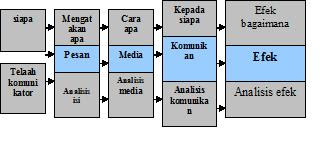 siapa
Telaah
komuni
kator
Mengat
akan
apa
Pesan
Analisis
isi
Cara
apa
Media
Analisis
media
Kepada
siapa
Komunik
an
Analisis
komunika
n
Efek
bagaimana
Efek
Analisis efek